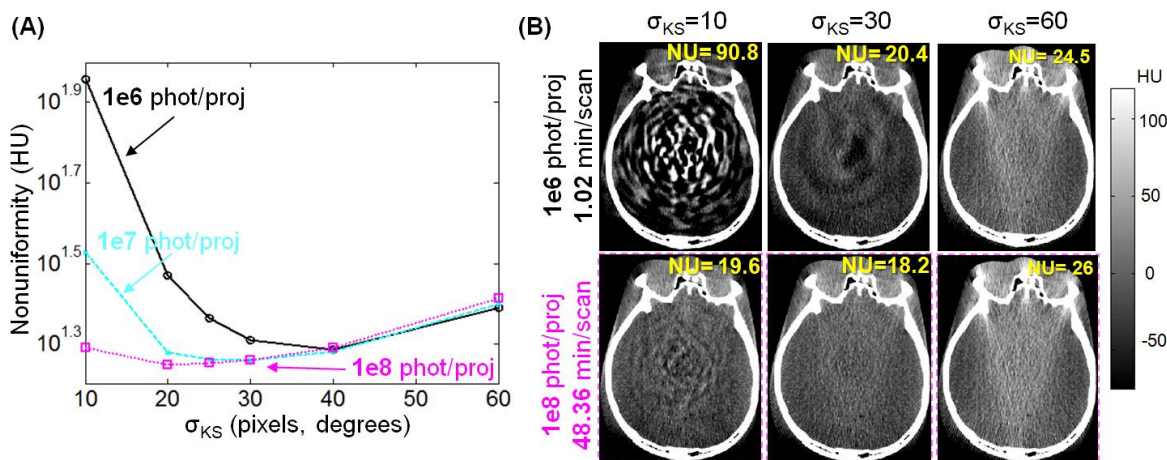 (A)
10^1.9
10^1.7
10^1.5
10^1.3
Nonuniformity (HU)
1e6 phot/proj
1e7 phot/proj
1e8 phot/proj
10 20 30 40 50 60
σKS (pixels, degrees)
(B)
σKS=10 σKS=30 σKS=60
1e6 phot/proj
1.02 min/scan
NU= 90.8 NU= 20.4 NU= 24.5
1e8 phot/proj
48.36 min/scan
NU= 19.6 NU= 18.2 NU= 26
HU
100
50
0
-50